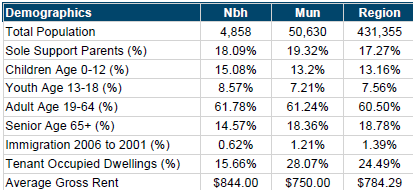 Demographics Nbh Mun Region
Total Population 4,858 50,630 431,355
Sole Support Parents (%) 18.09% 19.32% 17.27%
Children Age 0-12 (%) 15.08% 13.2% 13.16%
Youth Age 13-18 (%) 8.57% 7.21% 7.56%
Adult Age 19-64 (%) 61.78% 61.24% 60.50%
Senior Age 65+ (%) 14.57% 18.36% 18.78%
Immigration 2006 to 2001 (%) 0.62% 1.21% 1.39%
Tenant Occupied Dwellings (%) 15.66% 28.07% 24.49%
Average Gross Rent $844.00 $750.00 $784.29